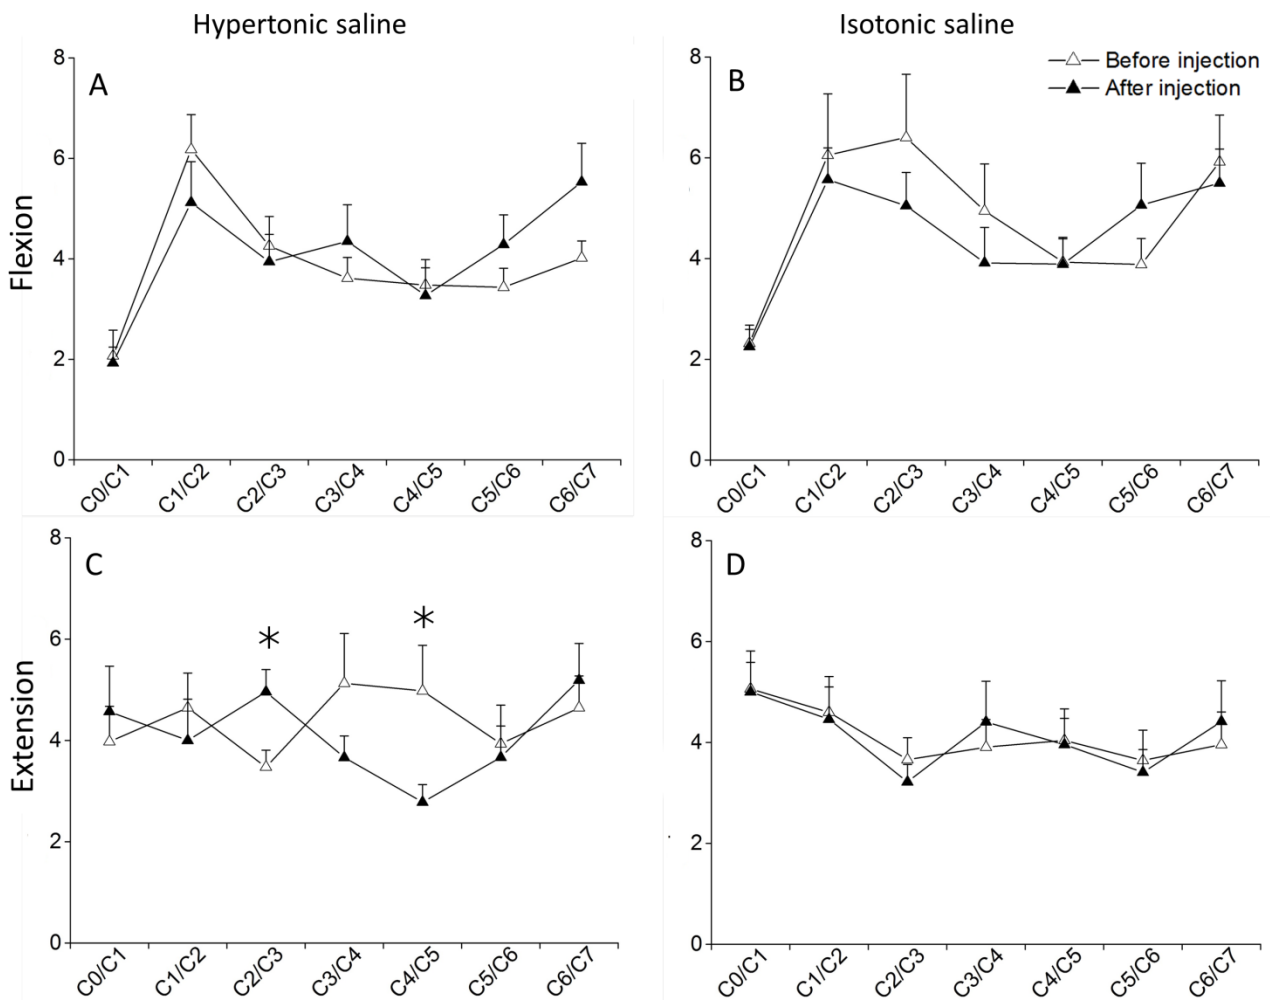 Hypertonic saline
Isotonic saline
Before injection
After injection
Flexion
A
8
6
4
2
0
C0/C1 C1/C2 C2/C3 C3/C4 C4/C5 C5/C6 C6/C7
B
8
6
4
2
0
C0/C1 C1/C2 C2/C3 C3/C4 C4/C5 C5/C6 C6/C7
Extension
C
8
6
4
2
0
* *
C0/C1 C1/C2 C2/C3 C3/C4 C4/C5 C5/C6 C6/C7
D
8
6
4
2
0
C0/C1 C1/C2 C2/C3 C3/C4 C4/C5 C5/C6 C6/C7